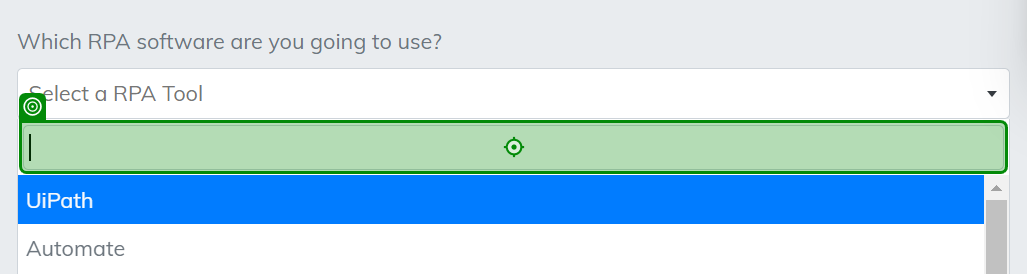 Which RPA software are you going to use?
Select a RPA Tool
UiPath
Automate